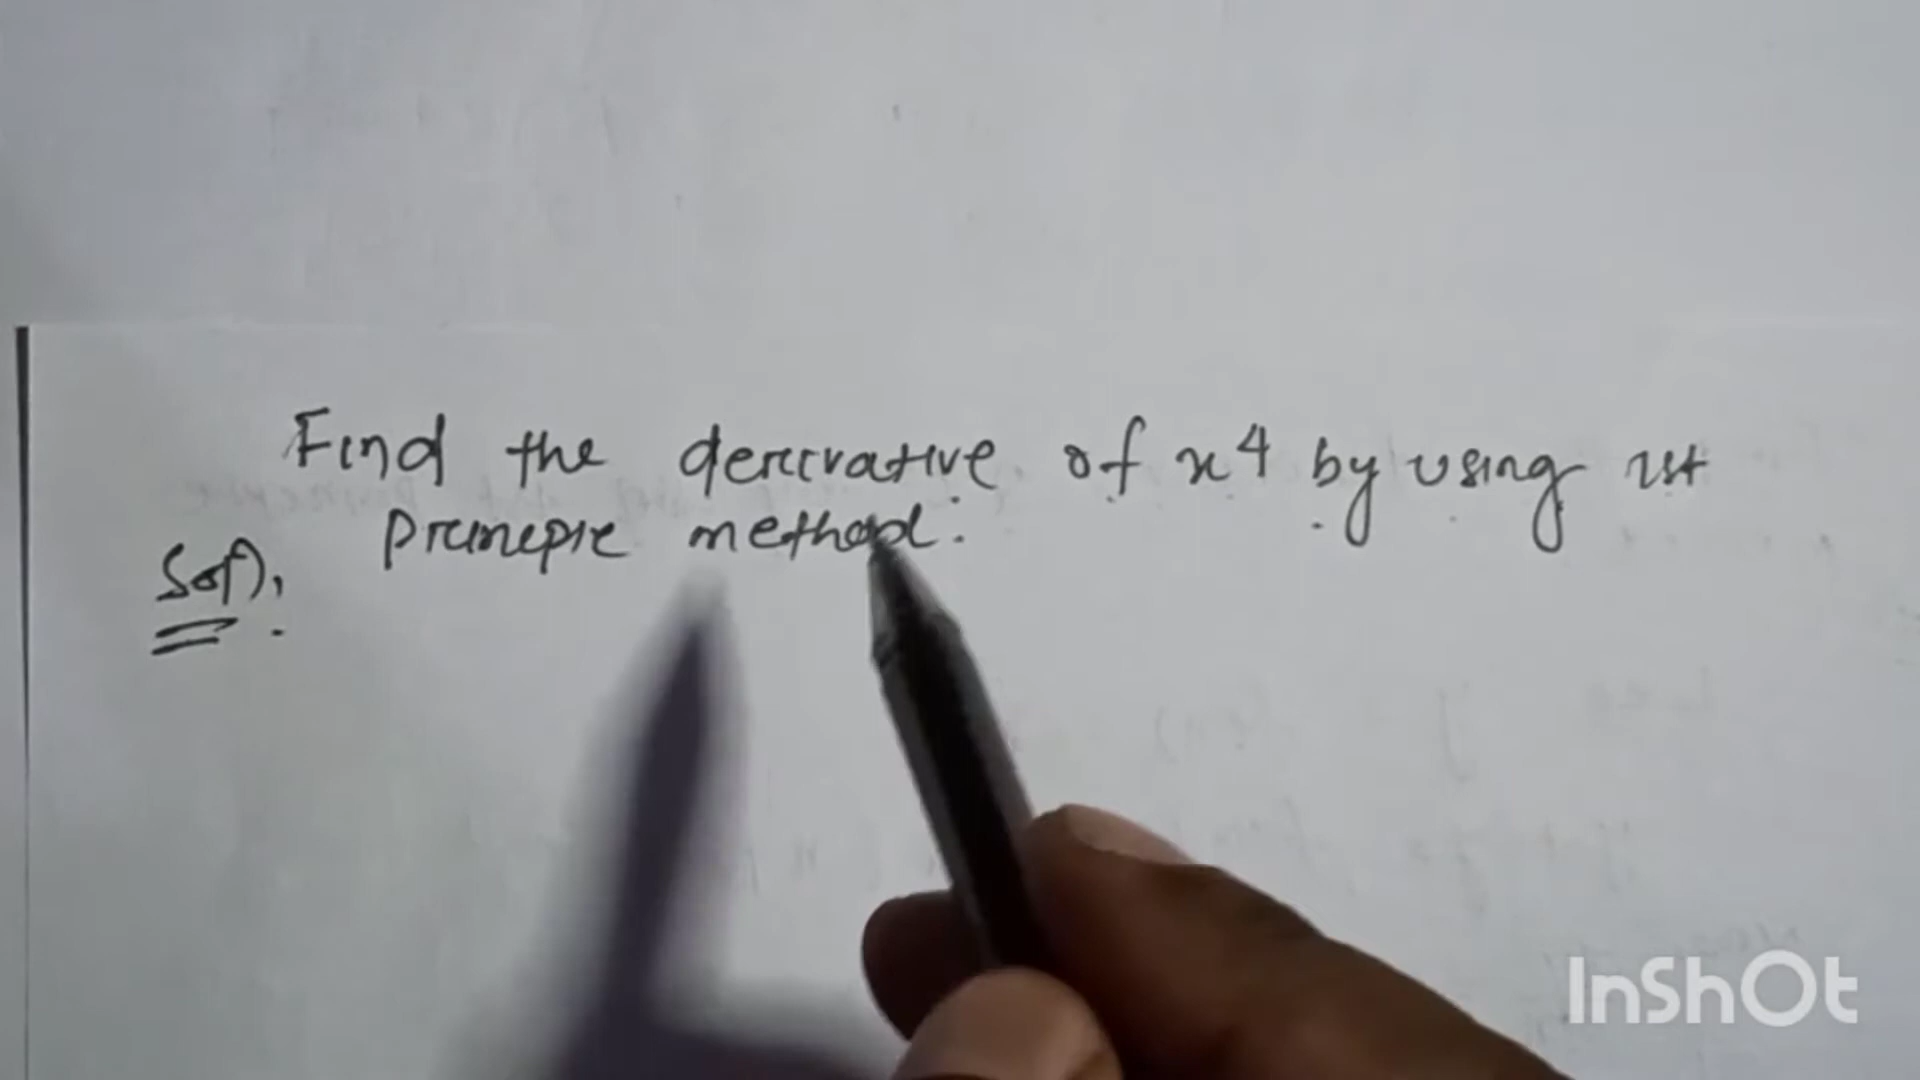 Find the derivative of x4 by using 1st
Principle method.
Sol),
InShOt